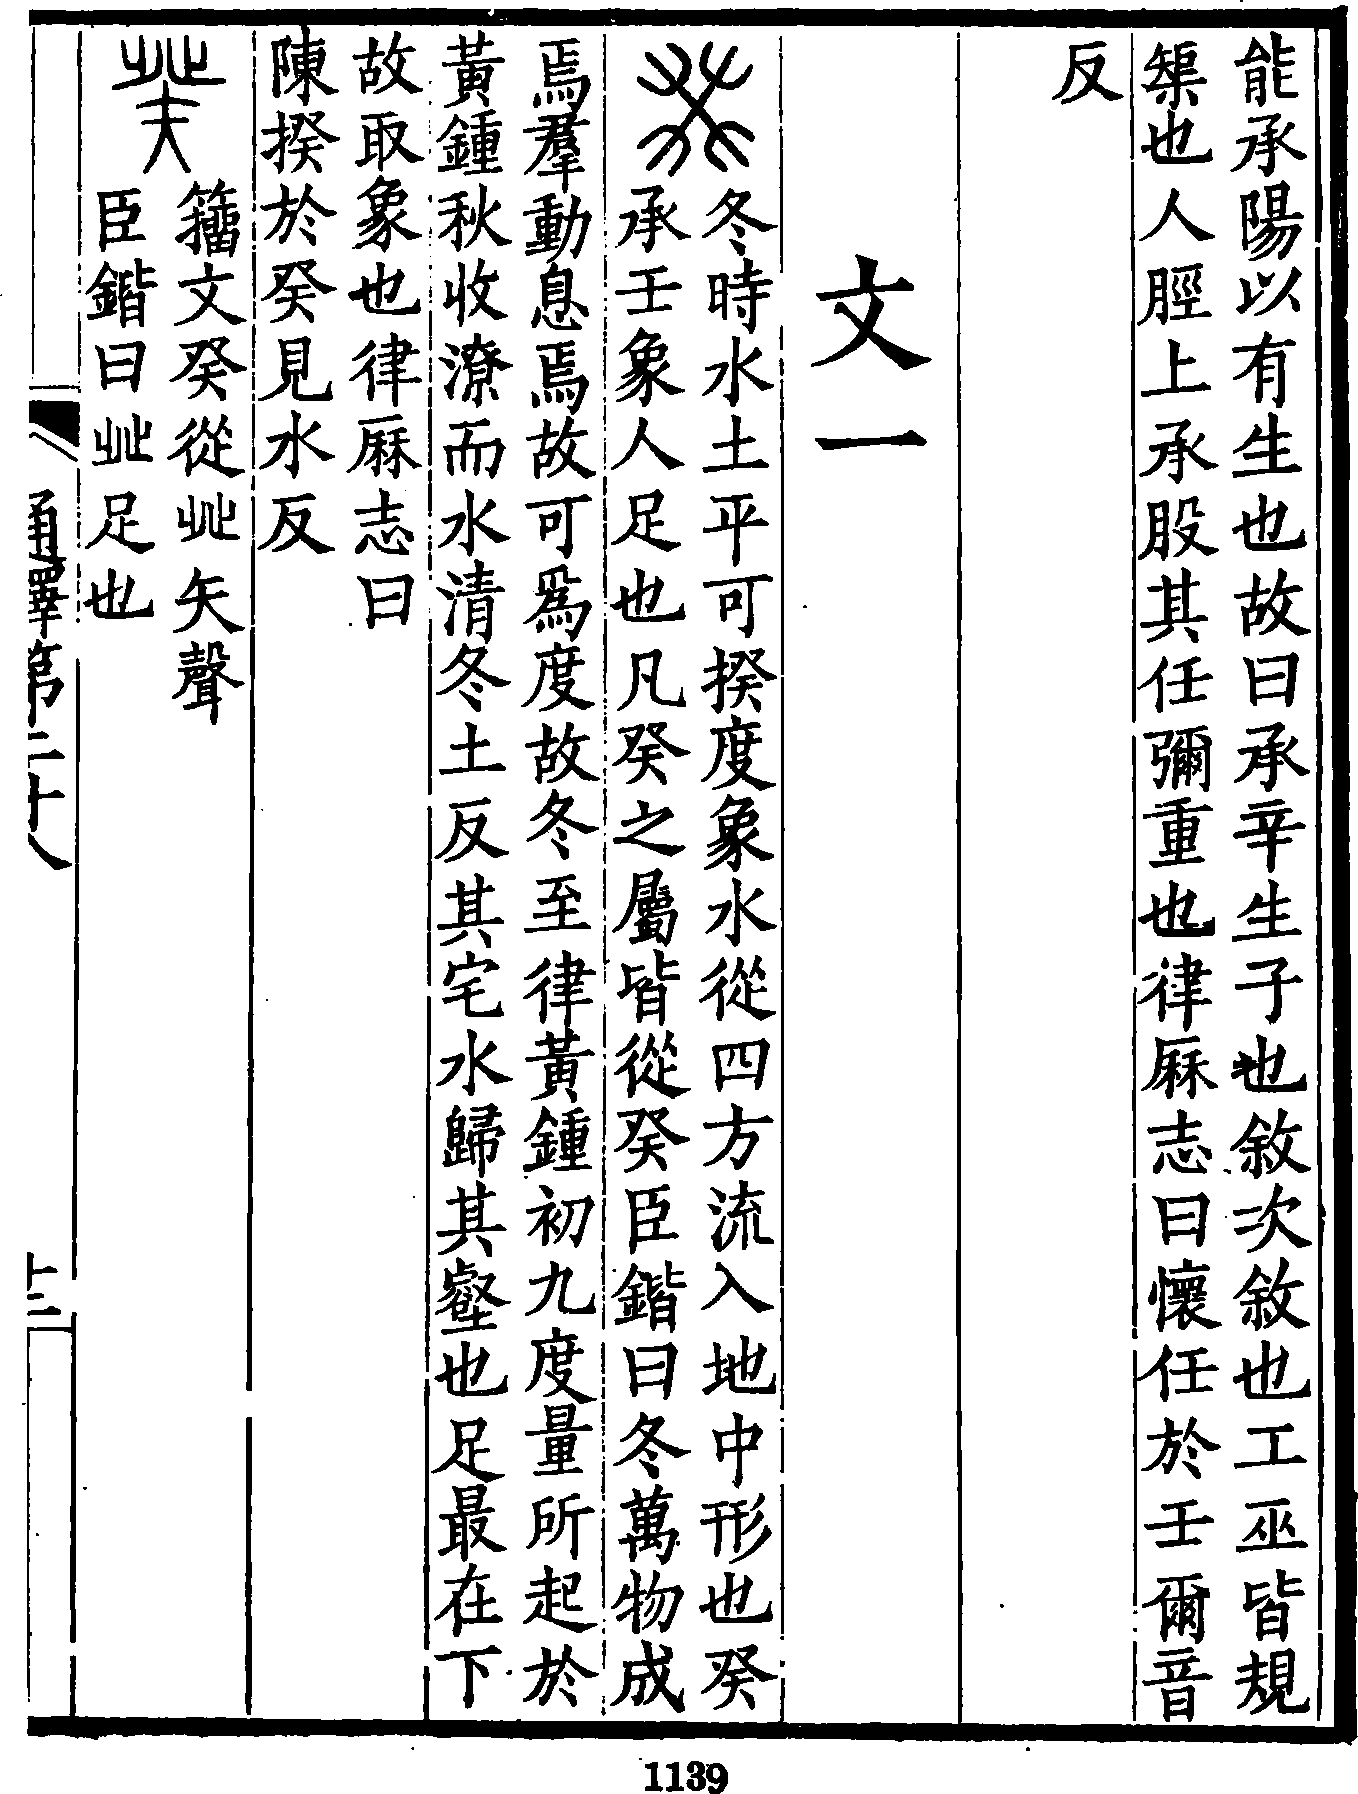 能承陽以有生也故曰承辛生子也敘次敘也工巫皆規
榘也人脛上承股其任彌重也律厤志曰懷任於壬爾音
反
文一
冬時水土平可揆度象水從四方流入地中形也癸
承壬象人足也凡癸之屬皆從癸臣鍇曰冬萬物成
焉羣動息焉故可爲度故冬至律黃鍾初九度量所起於
黃鍾秋收潦而水清冬土反其宅水歸其壑也足最在下
故取象也律厤志曰
陳揆於癸見水反
籒文癸從癶矢聲
臣鍇曰癶足也
通釋第二十八
十三
1139